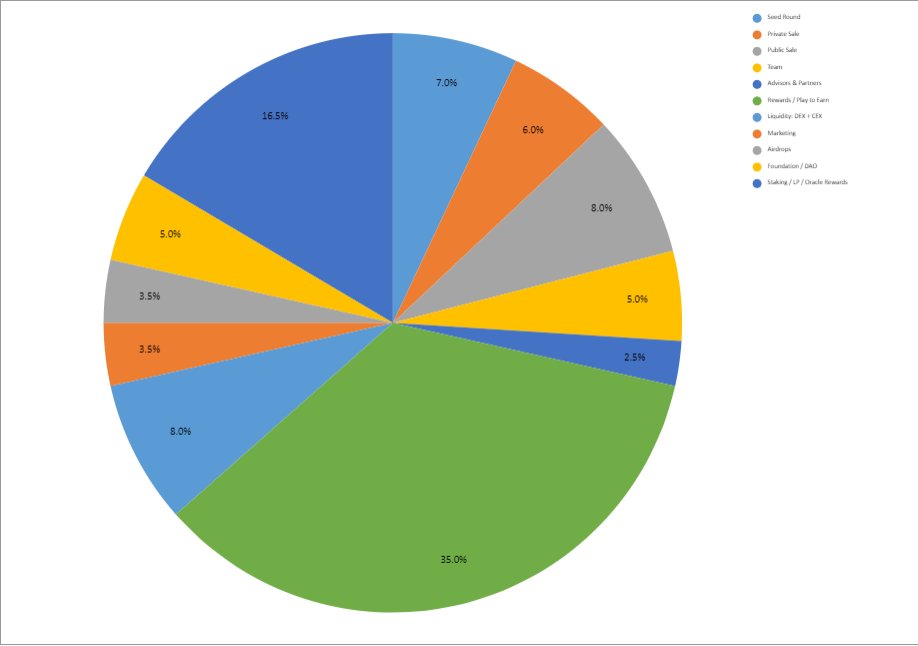 Seed Round
Private Sale
Public Sale
Team
Advisors & Partners
Rewards / Play to Earn
Liquidity: DEX + CEX
Marketing
Airdrops
Foundation / DAO
Staking / LP / Oracle Rewards
7.0%
16.5%
6.0%
8.0%
5.0%
3.5%
5.0%
3.5%
2.5%
8.0%
35.0%